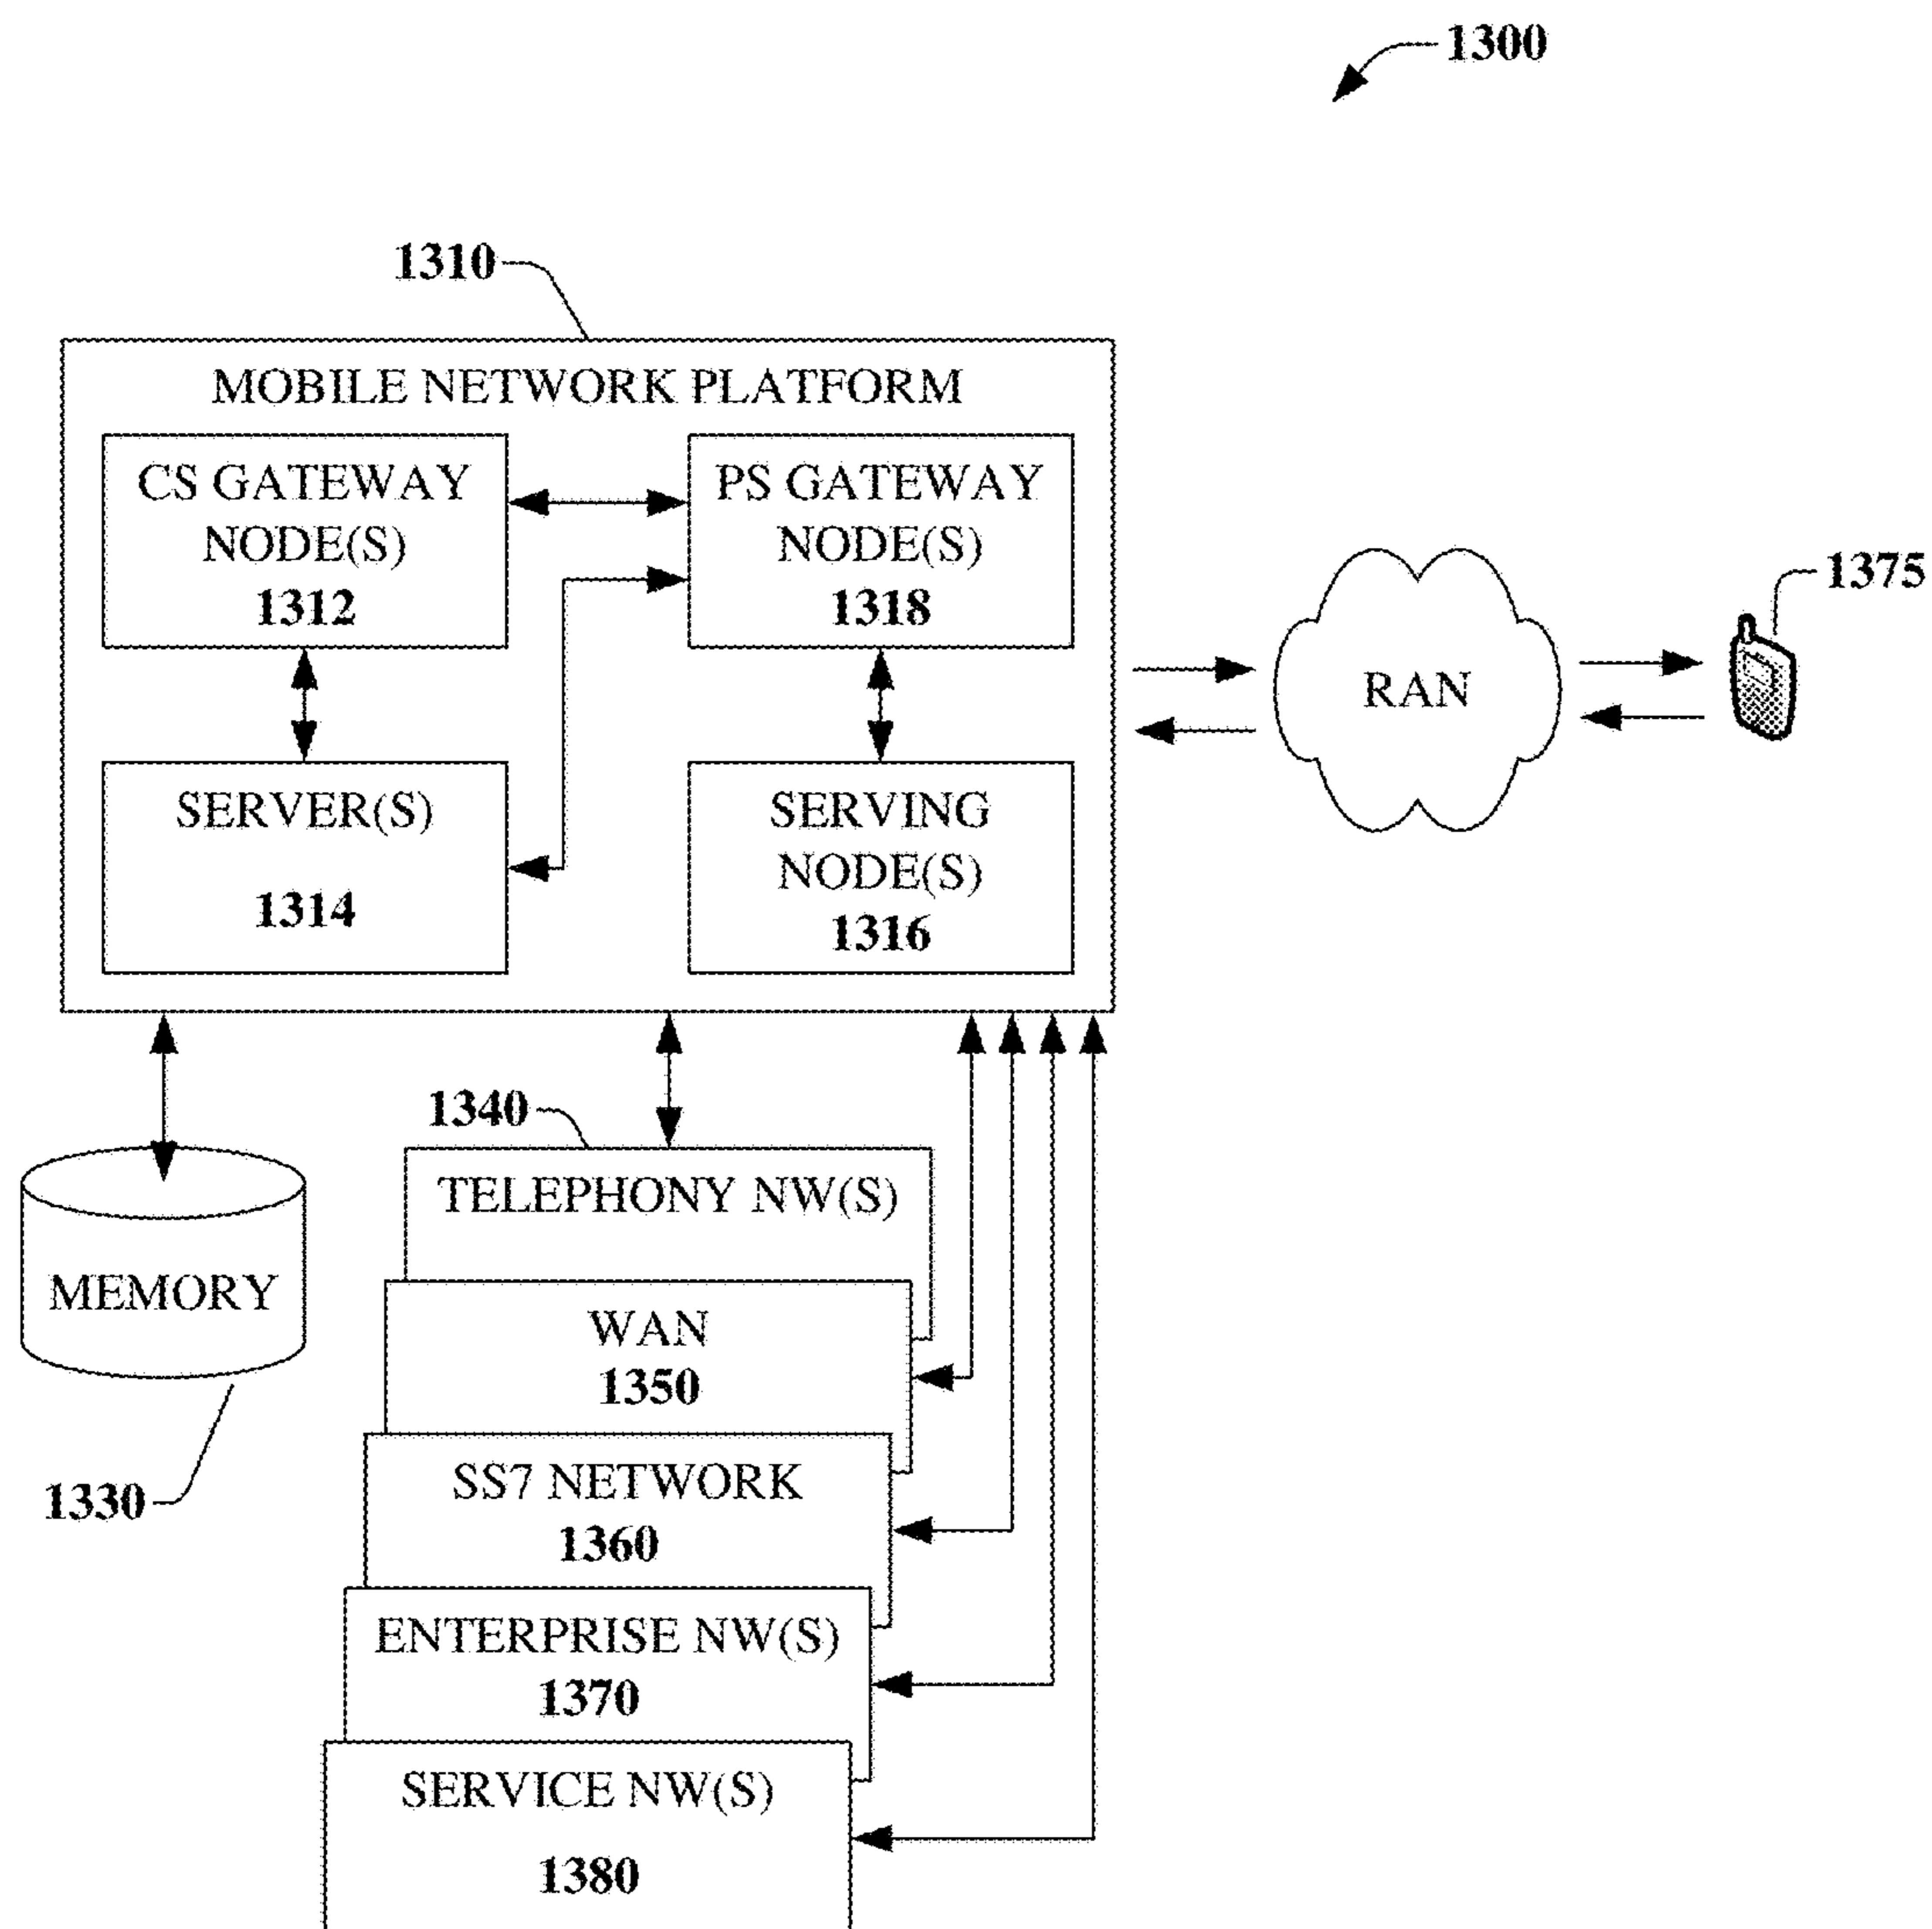 1300
1310
MOBILE NETWORK PLATFORM
CS GATEWAY
NODE(S)
1312
PS GATEWAY
NODE(S)
1318
SERVER(S)
1314
SERVING
NODE(S)
1316
RAN
1375
1340
TELEPHONY NW(S)
MEMORY
1330
WAN
1350
SS7 NETWORK
1360
ENTERPRISE NW(S)
1370
SERVICE NW(S)
1380